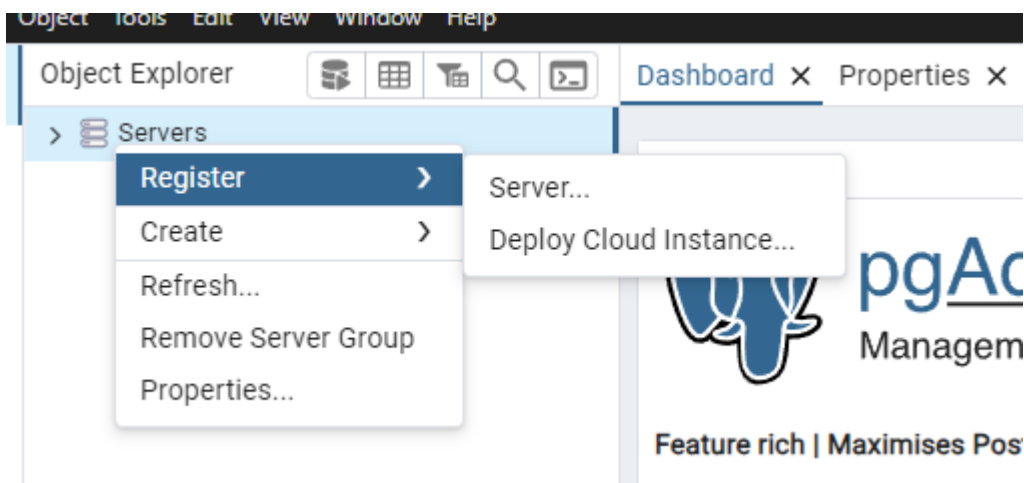 Object Tools Edit View Window Help
Object Explorer
Dashboard Properties
Servers
Register
Server...
Create
Deploy Cloud Instance...
Refresh...
Remove Server Group
Properties...
pgAd
Managem
Feature rich | Maximises Post